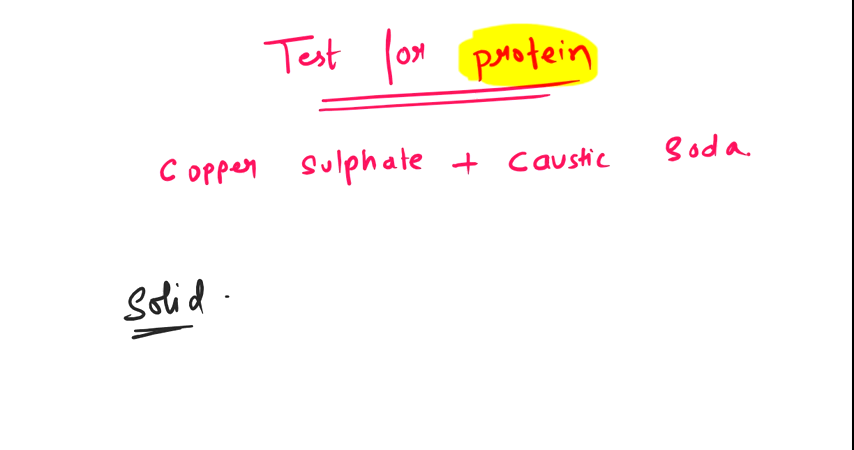 Test for protein
Copper Sulphate + Caustic Soda.
Solid.